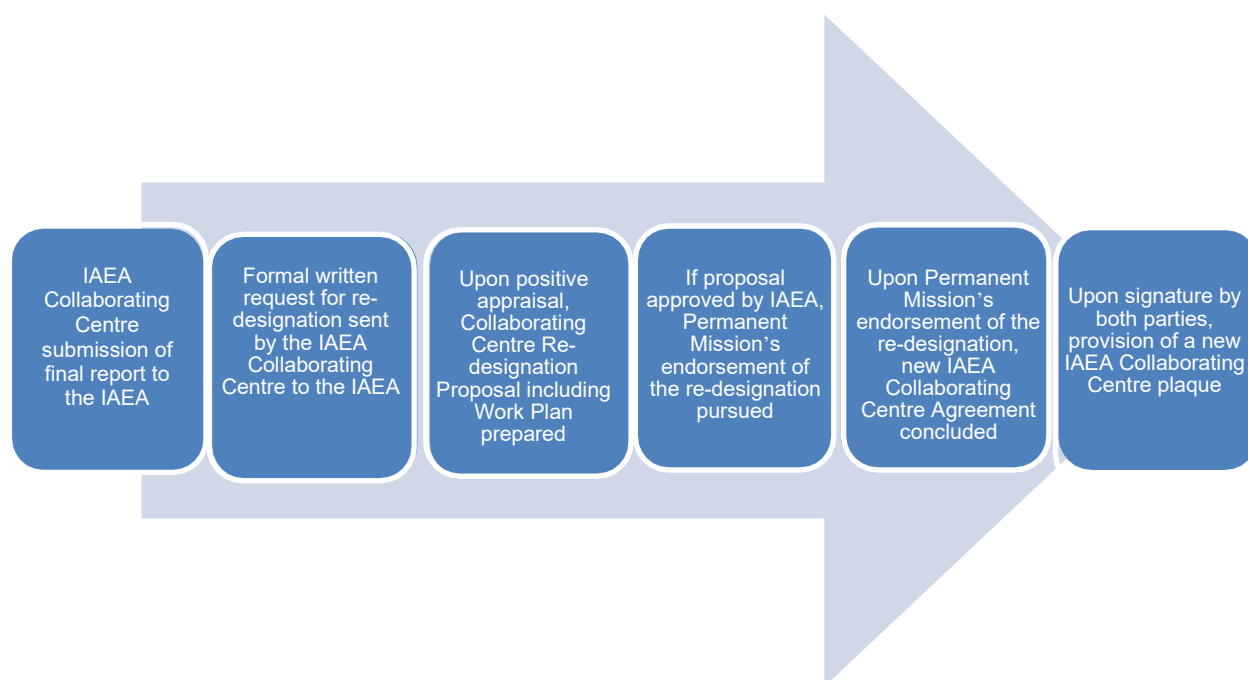 IAEA
Collaborating
Centre
submission of
final report to
the IAEA
Formal written
request for re-
designation sent
by the IAEA
Collaborating
Centre to the IAEA
Upon positive
appraisal,
Collaborating
Centre Re-
designation
Proposal including
Work Plan
prepared
If proposal
approved by IAEA,
Permanent
Mission’s
endorsement of
the re-designation
pursued
Upon Permanent
Mission’s
endorsement of the
re-designation,
new IAEA
Collaborating
Centre Agreement
concluded
Upon signature by
both parties,
provision of a new
IAEA Collaborating
Centre plaque